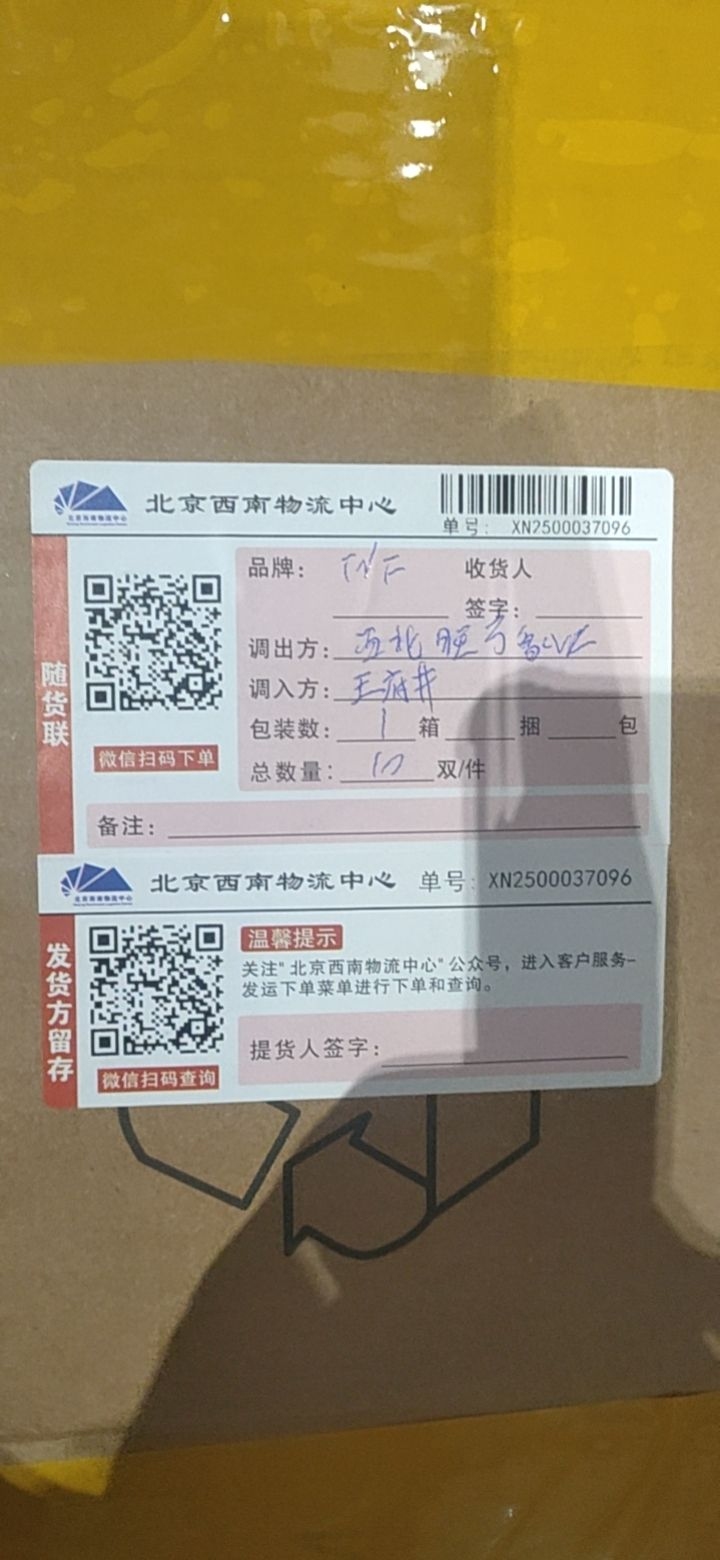 北京西南物流中心
单号: XN2500037096
随货联
品牌: TNF 收货人
签字:
调出方:
调入方: 王府井
包装数: 1 箱 捆 包
总数量: 10 双/件
微信扫码下单
备注:
北京西南物流中心 单号: XN2500037096
发货方留存
温馨提示
关注"北京西南物流中心"公众号，进入客户服务-
发运下单菜单进行下单和查询。
提货人签字:
微信扫码查询